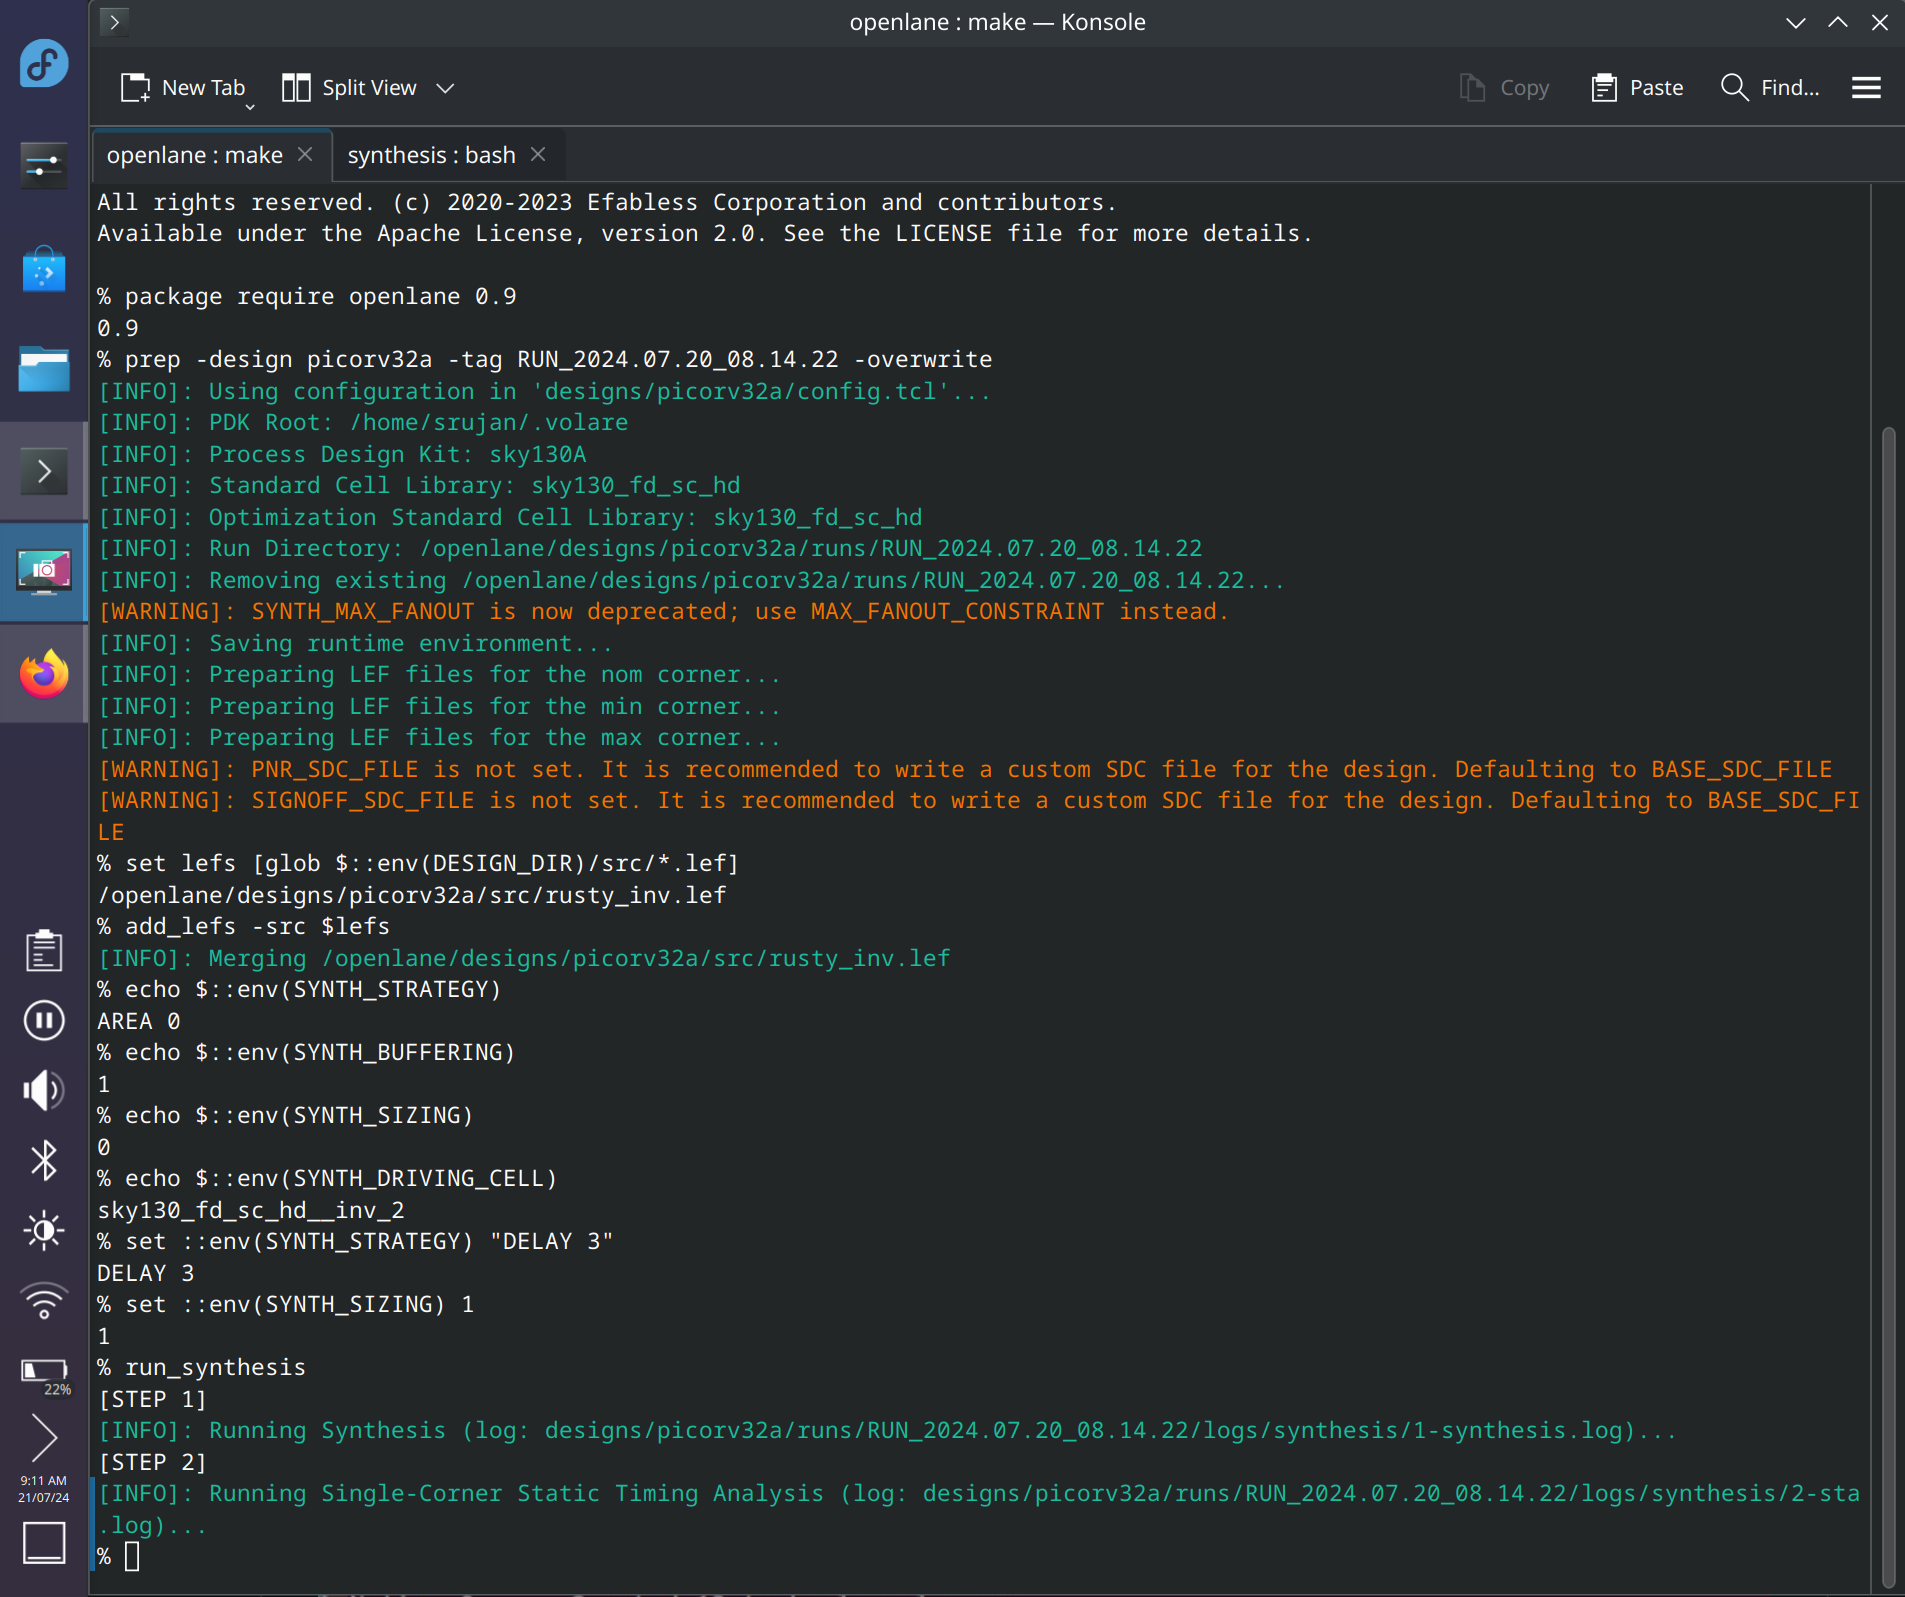 openlane : make — Konsole
New Tab
Split View
Copy
Paste
Find...
openlane : make
synthesis : bash
All rights reserved. (c) 2020-2023 Efabless Corporation and contributors.
Available under the Apache License, version 2.0. See the LICENSE file for more details.
% package require openlane 0.9
0.9
% prep -design picorv32a -tag RUN_2024.07.20_08.14.22 -overwrite
[INFO]: Using configuration in 'designs/picorv32a/config.tcl'...
[INFO]: PDK Root: /home/srujan/.volare
[INFO]: Process Design Kit: sky130A
[INFO]: Standard Cell Library: sky130_fd_sc_hd
[INFO]: Optimization Standard Cell Library: sky130_fd_sc_hd
[INFO]: Run Directory: /openlane/designs/picorv32a/runs/RUN_2024.07.20_08.14.22
[INFO]: Removing existing /openlane/designs/picorv32a/runs/RUN_2024.07.20_08.14.22...
[WARNING]: SYNTH_MAX_FANOUT is now deprecated; use MAX_FANOUT_CONSTRAINT instead.
[INFO]: Saving runtime environment...
[INFO]: Preparing LEF files for the nom corner...
[INFO]: Preparing LEF files for the min corner...
[INFO]: Preparing LEF files for the max corner...
[WARNING]: PNR_SDC_FILE is not set. It is recommended to write a custom SDC file for the design. Defaulting to BASE_SDC_FILE
[WARNING]: SIGNOFF_SDC_FILE is not set. It is recommended to write a custom SDC file for the design. Defaulting to BASE_SDC_FI
LE
% set lefs [glob $::env(DESIGN_DIR)/src/*.lef]
/openlane/designs/picorv32a/src/rusty_inv.lef
% add_lefs -src $lefs
[INFO]: Merging /openlane/designs/picorv32a/src/rusty_inv.lef
% echo $::env(SYNTH_STRATEGY)
AREA 0
% echo $::env(SYNTH_BUFFERING)
1
% echo $::env(SYNTH_SIZING)
0
% echo $::env(SYNTH_DRIVING_CELL)
sky130_fd_sc_hd__inv_2
% set ::env(SYNTH_STRATEGY) "DELAY 3"
DELAY 3
% set ::env(SYNTH_SIZING) 1
1
% run_synthesis
[STEP 1]
[INFO]: Running Synthesis (log: designs/picorv32a/runs/RUN_2024.07.20_08.14.22/logs/synthesis/1-synthesis.log)...
[STEP 2]
[INFO]: Running Single-Corner Static Timing Analysis (log: designs/picorv32a/runs/RUN_2024.07.20_08.14.22/logs/synthesis/2-sta
.log)...
%
22%
9:11 AM
21/07/24